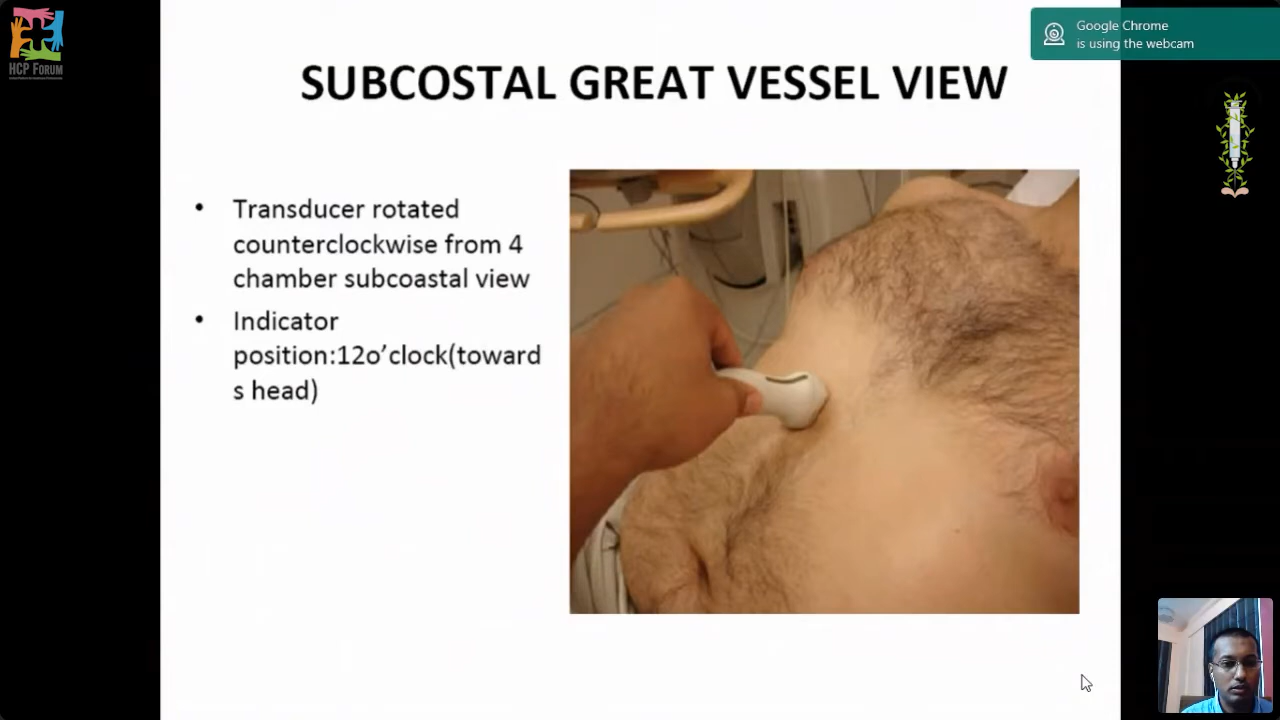 HCP FORUM
Google Chrome
is using the webcam
SUBCOSTAL GREAT VESSEL VIEW
• Transducer rotated
counterclockwise from 4
chamber subcoastal view
• Indicator
position:12o’clock(toward
s head)